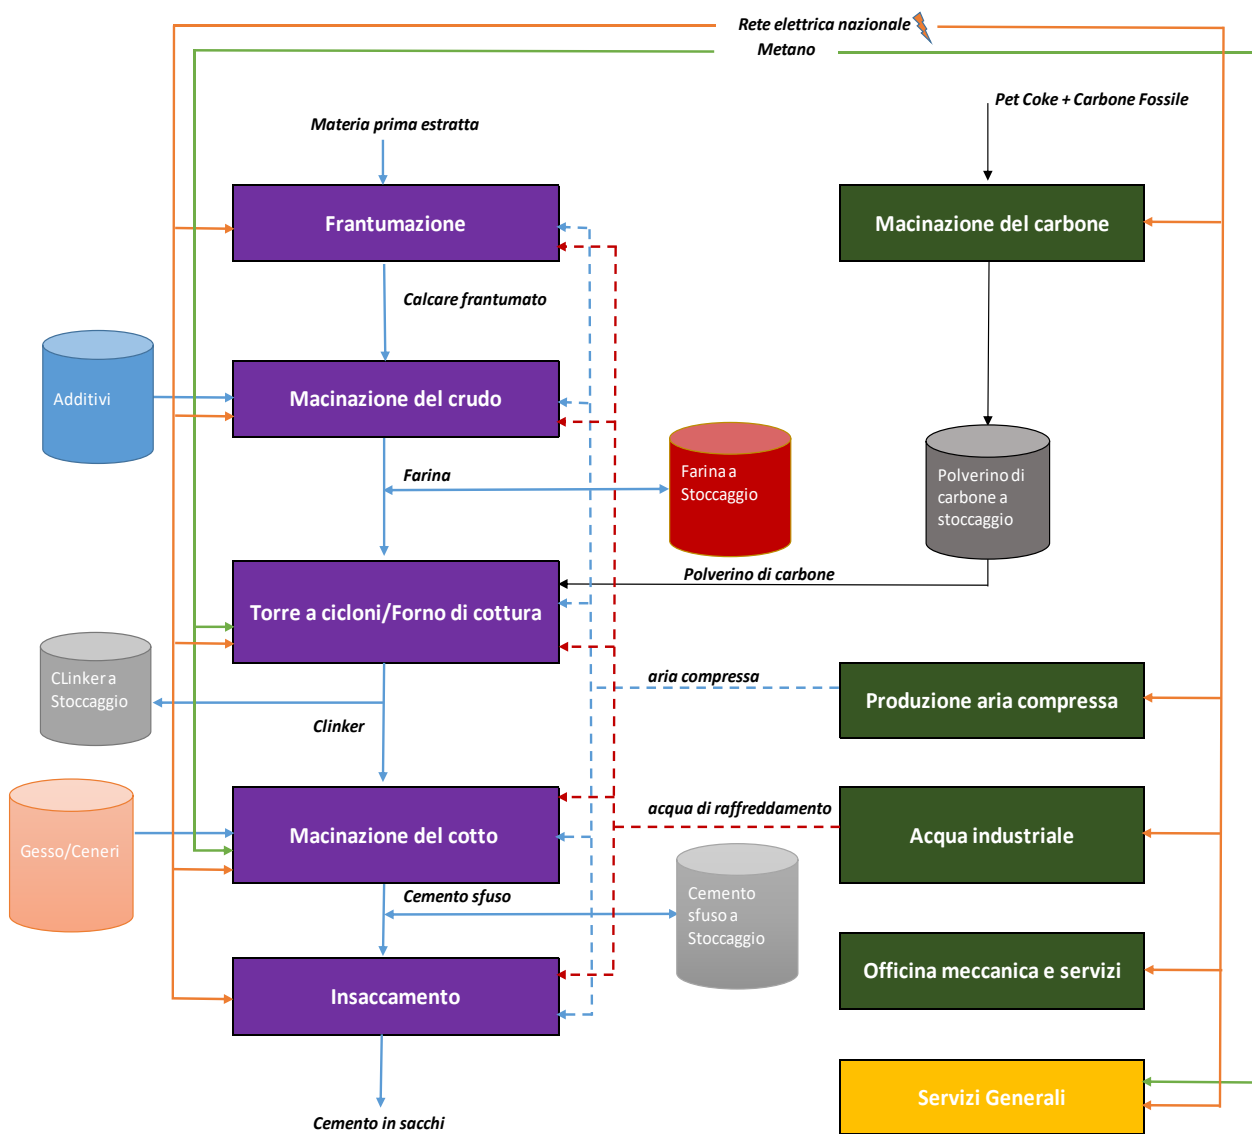 Rete elettrica nazionale
Metano
Pet Coke + Carbone Fossile
Materia prima estratta
Frantumazione
Macinazione del carbone
Calcare frantumato
Additivi
Macinazione del crudo
Farina
Farina a
Stoccaggio
Polverino di
carbone a
stoccaggio
Polverino di carbone
Torre a cicloni/Forno di cottura
CLinker a
Stoccaggio
aria compressa
Produzione aria compressa
Clinker
Gesso/Ceneri
Macinazione del cotto
acqua di raffreddamento
Acqua industriale
Cemento sfuso
Cemento
sfuso a
Stoccaggio
Officina meccanica e servizi
Insaccamento
Servizi Generali
Cemento in sacchi